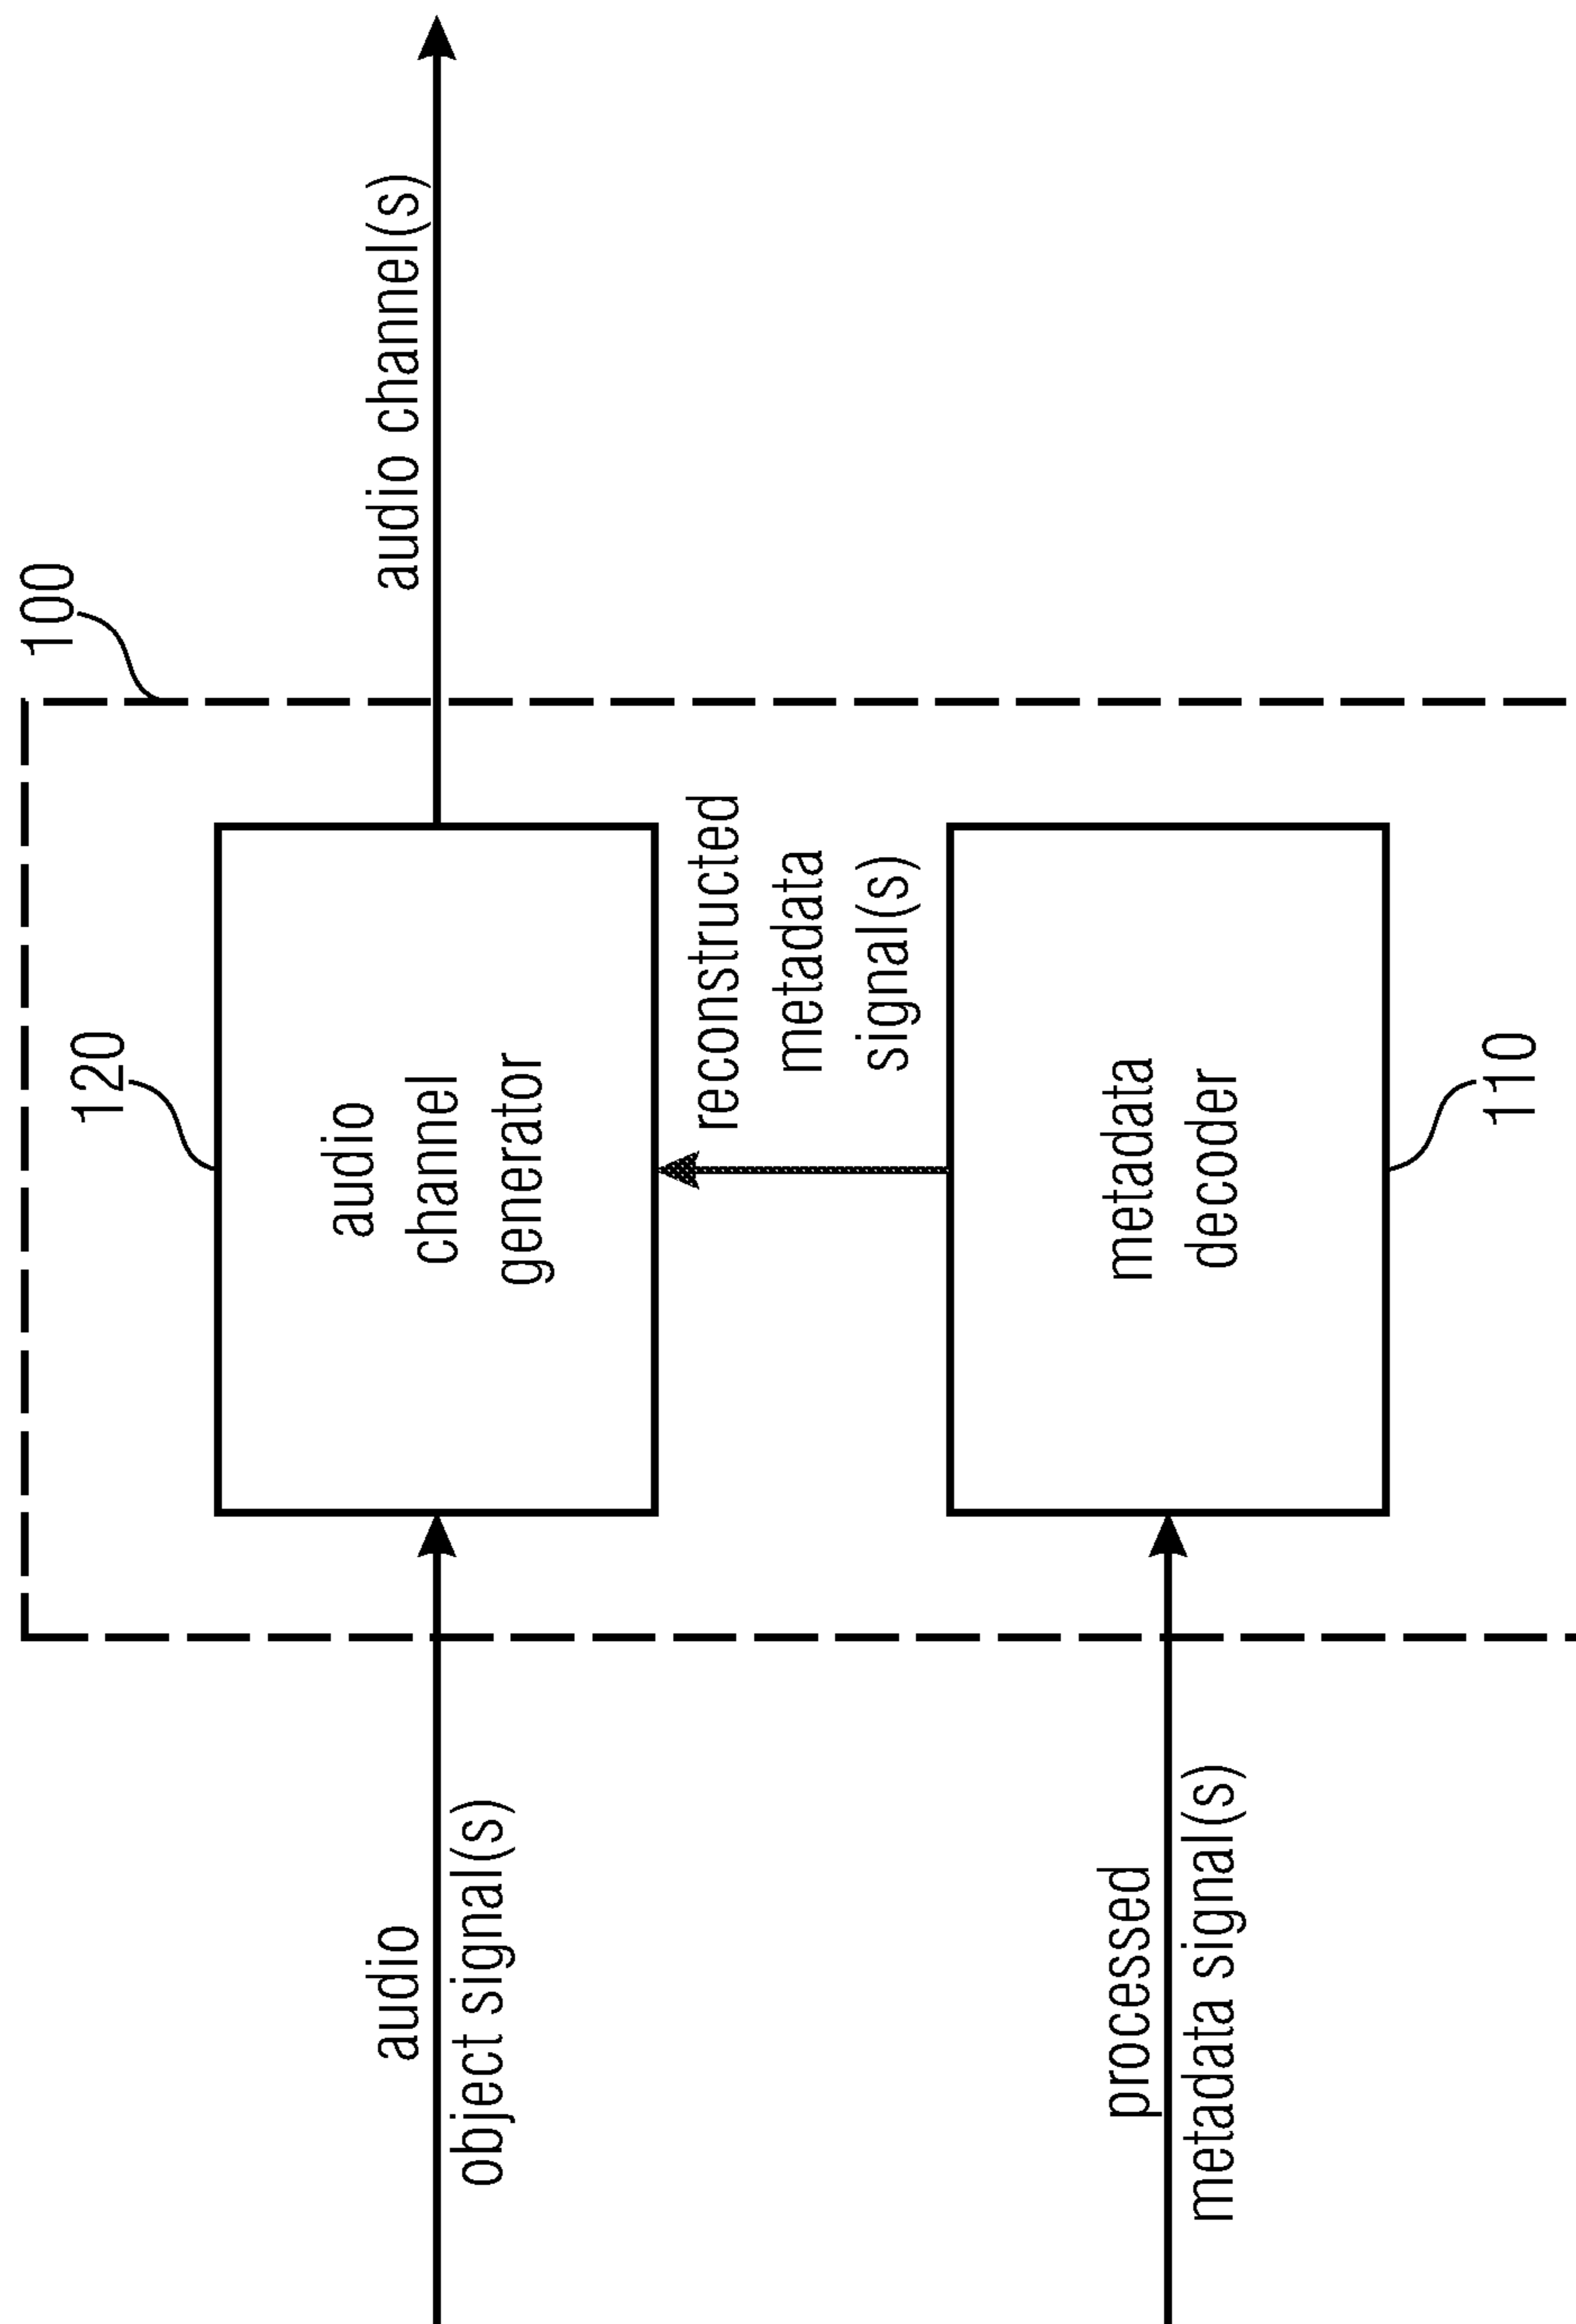 100
120
audio
object signal(s)
audio
channel
generator
audio channel(s)
reconstructed
metadata
signal(s)
processed
metadata signal(s)
metadata
decoder
110